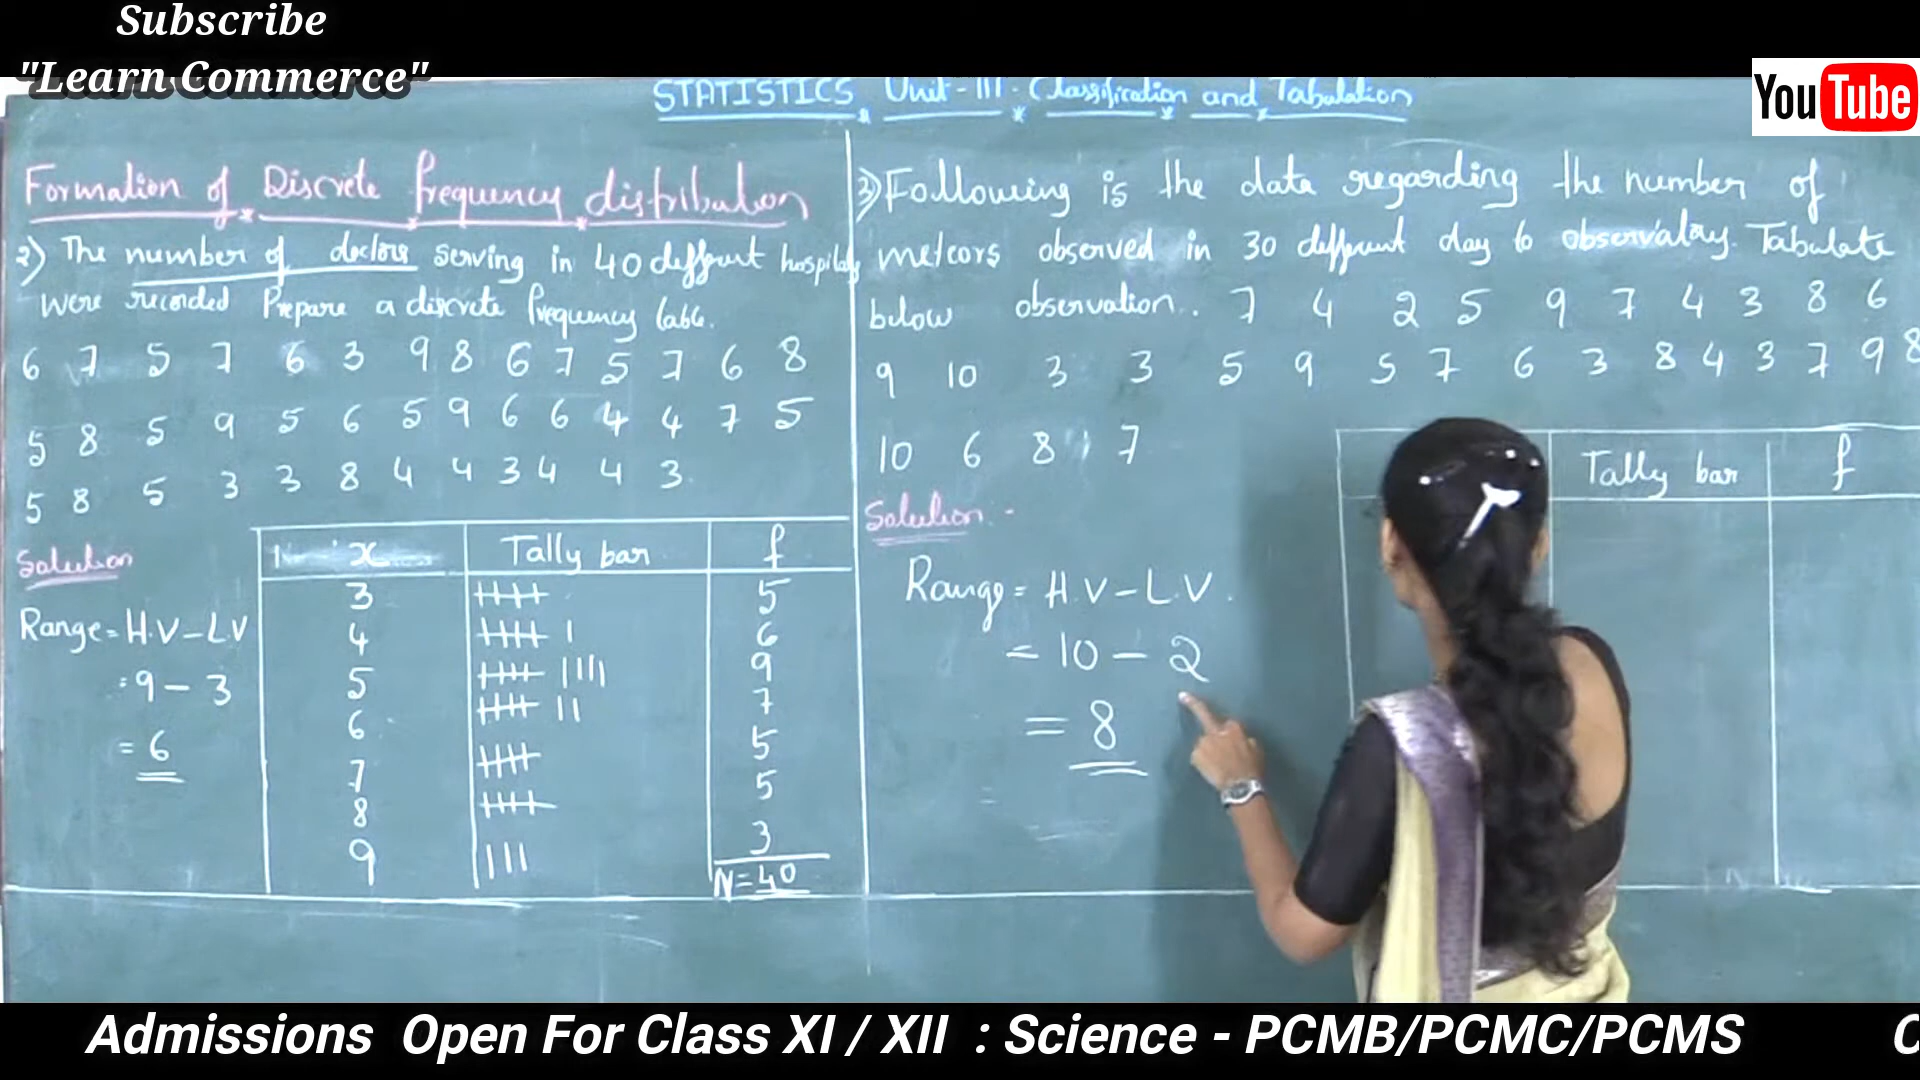 Subscribe
"Learn Commerce"
YouTube
STATISTICS Unit-III. Classification and Tabulation
Formation of Discrete frequency distribution
2) The number of doctors serving in 40 different hospitals
were recorded Prepare a discrete frequency table.
6 7 5 7 6 3 9 8 6 7 5 7 6 8
5 8 5 9 5 6 5 9 6 6 4 4 7 5
5 8 5 3 3 8 4 4 3 4 4 3.
Solution
Range = H.V - L.V
= 9 - 3
= 6
x Tally bar f
3 5
4 6
5 9
6 7
7 5
8 5
9 3
N = 40
3) Following is the data regarding the number of
meteors observed in 30 different day to observatory. Tabulate
below observation.. 7 4 2 5 9 7 4 3 8 6
9 10 3 3 5 9 5 7 6 3 8 4 3 7 9 8
10 6 8 7
Solution:-
Range = H.V - L.V.
= 10 - 2
= 8
Tally bar f
Admissions Open For Class XI / XII : Science - PCMB/PCMC/PCMS